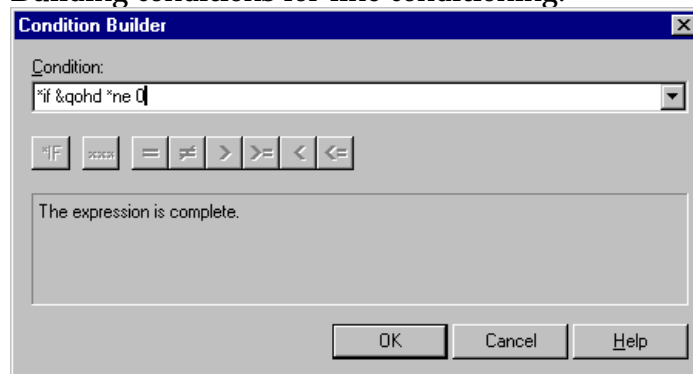 Building conditions for line conditioning:
Condition Builder
Condition:
*if &qohd *ne 0
*IF xxxx = ≠ > >= < <=
The expression is complete.
OK Cancel Help